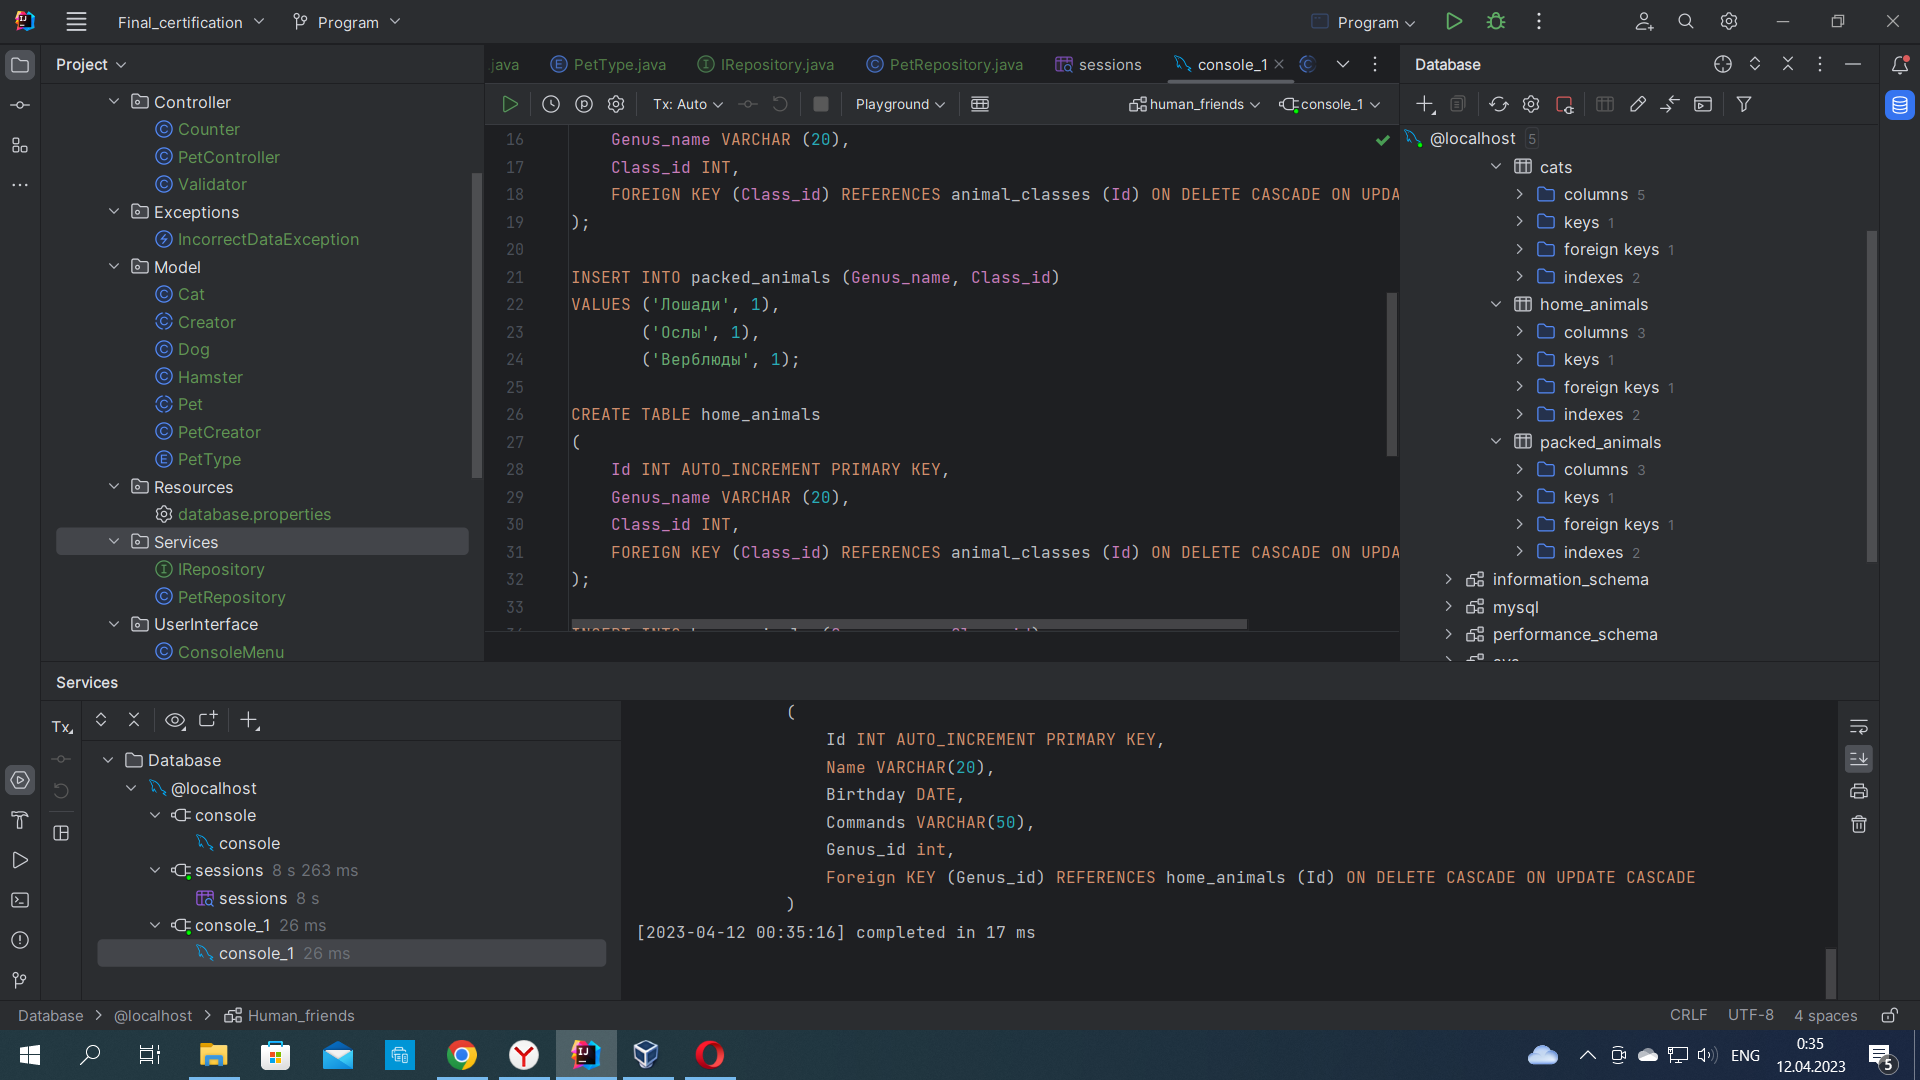 Final_certification
Program
Program
Project
.java
PetType.java
IRepository.java
PetRepository.java
sessions
console_1
Database
Tx: Auto
Playground
human_friends
console_1
Controller
Counter
PetController
Validator
Exceptions
IncorrectDataException
Model
Cat
Creator
Dog
Hamster
Pet
PetCreator
PetType
Resources
database.properties
Services
IRepository
PetRepository
UserInterface
ConsoleMenu
16 Genus_name VARCHAR (20),
17 Class_id INT,
18 FOREIGN KEY (Class_id) REFERENCES animal_classes (Id) ON DELETE CASCADE ON UPDA
19 );
20
21 INSERT INTO packed_animals (Genus_name, Class_id)
22 VALUES ('Лошади', 1),
23 ('Ослы', 1),
24 ('Верблюды', 1);
25
26 CREATE TABLE home_animals
27 (
28 Id INT AUTO_INCREMENT PRIMARY KEY,
29 Genus_name VARCHAR (20),
30 Class_id INT,
31 FOREIGN KEY (Class_id) REFERENCES animal_classes (Id) ON DELETE CASCADE ON UPDA
32 );
33
@localhost 5
cats
columns 5
keys 1
foreign keys 1
indexes 2
home_animals
columns 3
keys 1
foreign keys 1
indexes 2
packed_animals
columns 3
keys 1
foreign keys 1
indexes 2
information_schema
mysql
performance_schema
Services
Tx
Database
@localhost
console
console
sessions 8 s 263 ms
sessions 8 s
console_1 26 ms
console_1 26 ms
(
Id INT AUTO_INCREMENT PRIMARY KEY,
Name VARCHAR(20),
Birthday DATE,
Commands VARCHAR(50),
Genus_id int,
Foreign KEY (Genus_id) REFERENCES home_animals (Id) ON DELETE CASCADE ON UPDATE CASCADE
)
[2023-04-12 00:35:16] completed in 17 ms
Database > @localhost > Human_friends
CRLF
UTF-8
4 spaces
ENG
0:35
12.04.2023
5